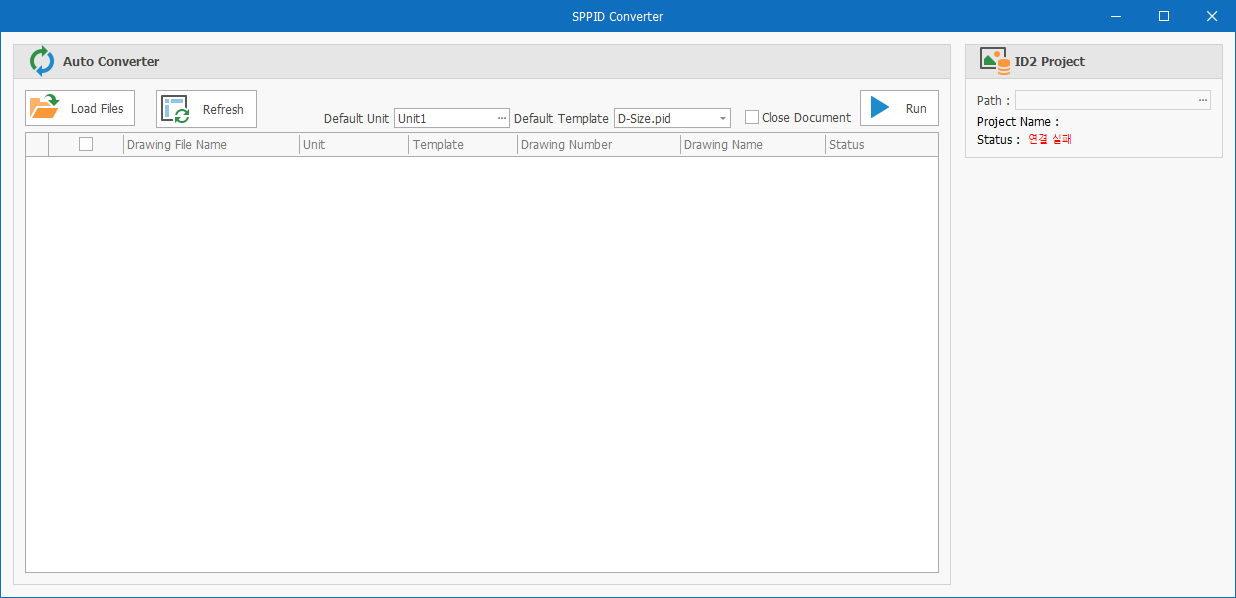 SPPID Converter
Auto Converter
Load Files
Refresh
Default Unit
Unit1
...
Default Template
D-Size.pid
Close Document
Run
Drawing File Name
Unit
Template
Drawing Number
Drawing Name
Status
ID2 Project
Path :
...
Project Name :
Status : 연결 실패